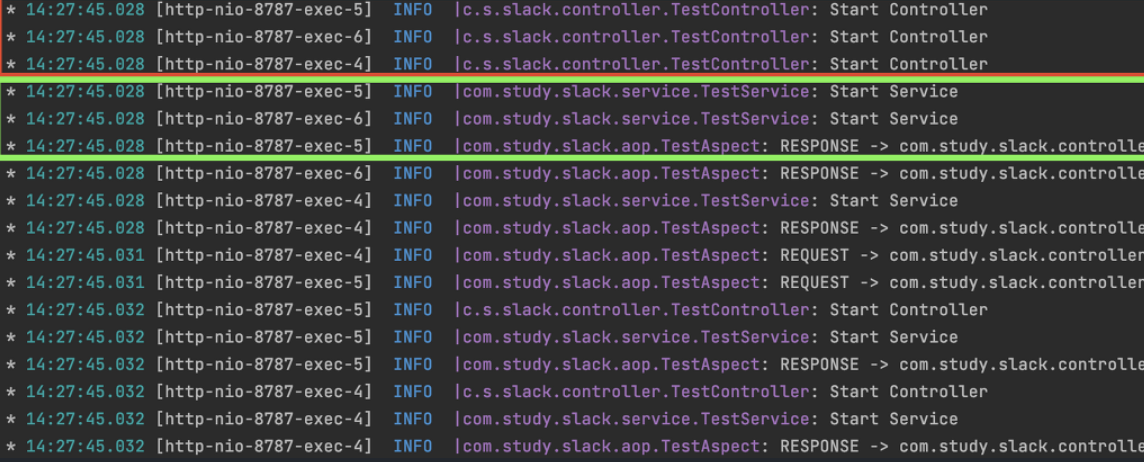 * 14:27:45.028 [http-nio-8787-exec-5] INFO |c.s.slack.controller.TestController: Start Controller
* 14:27:45.028 [http-nio-8787-exec-6] INFO |c.s.slack.controller.TestController: Start Controller
* 14:27:45.028 [http-nio-8787-exec-4] INFO |c.s.slack.controller.TestController: Start Controller
* 14:27:45.028 [http-nio-8787-exec-5] INFO |com.study.slack.service.TestService: Start Service
* 14:27:45.028 [http-nio-8787-exec-6] INFO |com.study.slack.service.TestService: Start Service
* 14:27:45.028 [http-nio-8787-exec-5] INFO |com.study.slack.aop.TestAspect: RESPONSE -> com.study.slack.controlle
* 14:27:45.028 [http-nio-8787-exec-6] INFO |com.study.slack.aop.TestAspect: RESPONSE -> com.study.slack.controlle
* 14:27:45.028 [http-nio-8787-exec-4] INFO |com.study.slack.service.TestService: Start Service
* 14:27:45.028 [http-nio-8787-exec-4] INFO |com.study.slack.aop.TestAspect: RESPONSE -> com.study.slack.controlle
* 14:27:45.031 [http-nio-8787-exec-4] INFO |com.study.slack.aop.TestAspect: REQUEST -> com.study.slack.controller
* 14:27:45.031 [http-nio-8787-exec-5] INFO |com.study.slack.aop.TestAspect: REQUEST -> com.study.slack.controller
* 14:27:45.032 [http-nio-8787-exec-5] INFO |c.s.slack.controller.TestController: Start Controller
* 14:27:45.032 [http-nio-8787-exec-5] INFO |com.study.slack.service.TestService: Start Service
* 14:27:45.032 [http-nio-8787-exec-5] INFO |com.study.slack.aop.TestAspect: RESPONSE -> com.study.slack.controlle
* 14:27:45.032 [http-nio-8787-exec-4] INFO |c.s.slack.controller.TestController: Start Controller
* 14:27:45.032 [http-nio-8787-exec-4] INFO |com.study.slack.service.TestService: Start Service
* 14:27:45.032 [http-nio-8787-exec-4] INFO |com.study.slack.aop.TestAspect: RESPONSE -> com.study.slack.controlle